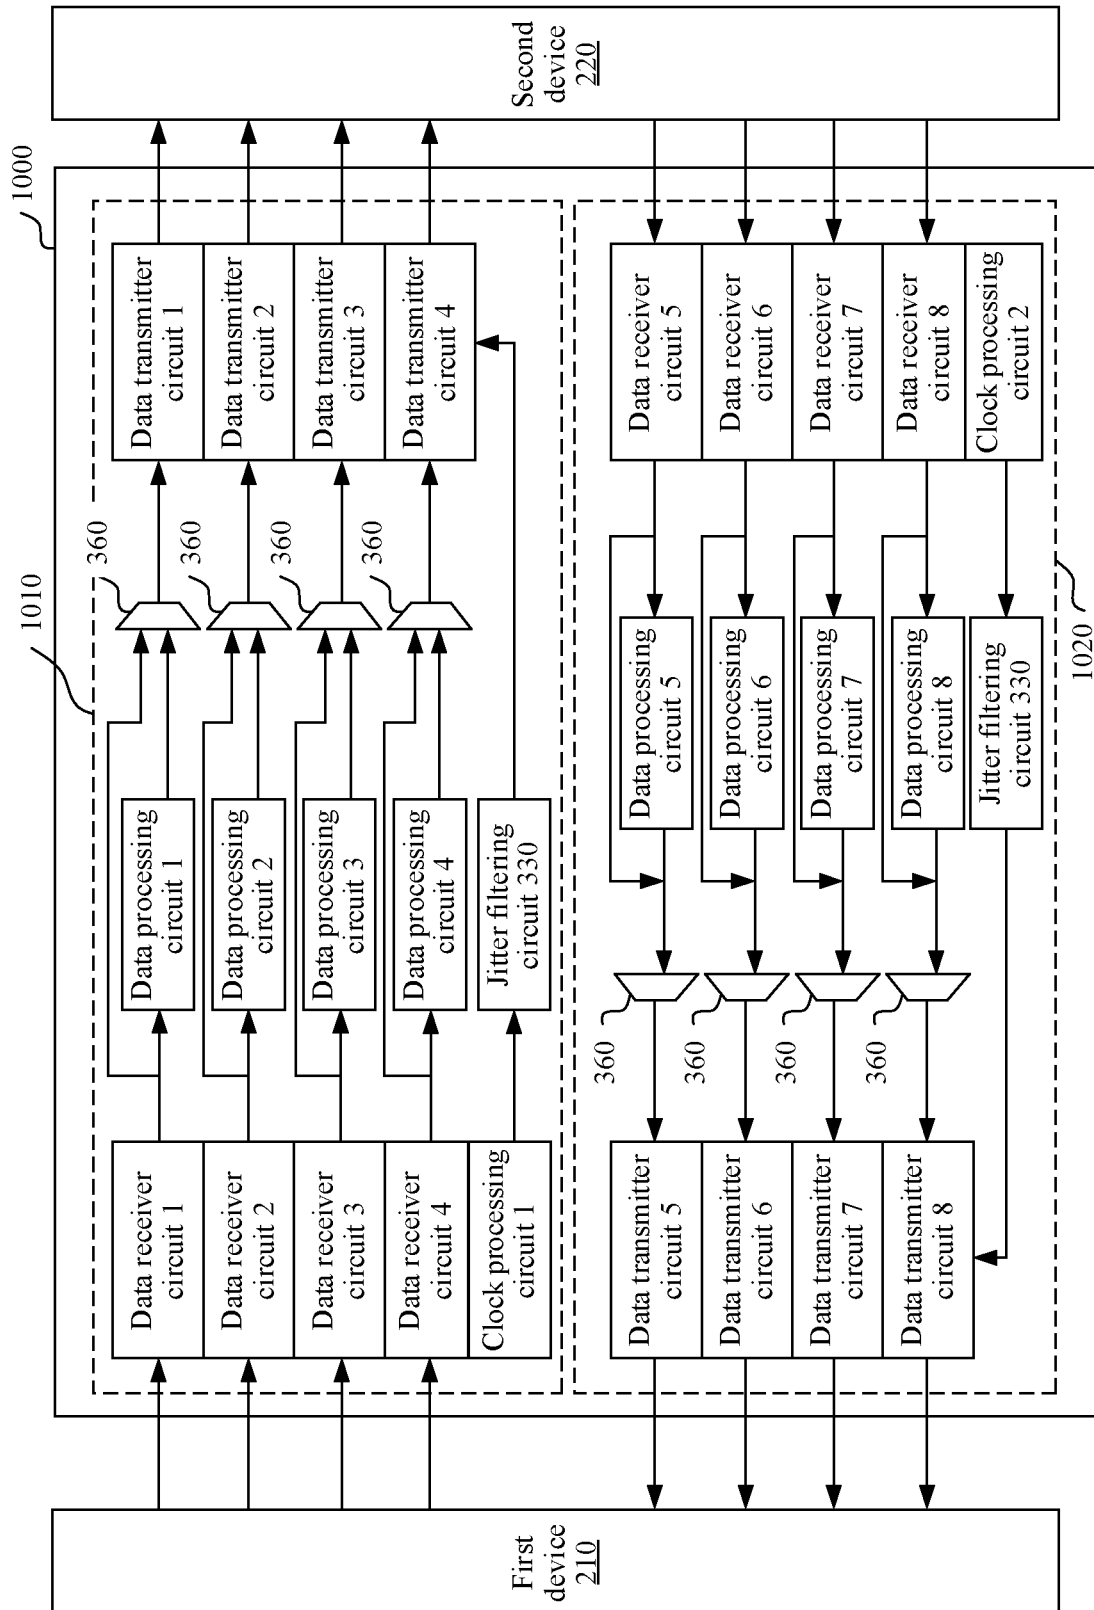 First
device
210
Second
device
220
1000
1010
Data receiver
circuit 1
Data receiver
circuit 2
Data receiver
circuit 3
Data receiver
circuit 4
Clock processing
circuit 1
Data processing
circuit 1
Data processing
circuit 2
Data processing
circuit 3
Data processing
circuit 4
Jitter filtering
circuit 330
360
360
360
360
Data transmitter
circuit 1
Data transmitter
circuit 2
Data transmitter
circuit 3
Data transmitter
circuit 4
Data transmitter
circuit 5
Data transmitter
circuit 6
Data transmitter
circuit 7
Data transmitter
circuit 8
360
360
360
360
Data processing
circuit 5
Data processing
circuit 6
Data processing
circuit 7
Data processing
circuit 8
Jitter filtering
circuit 330
Data receiver
circuit 5
Data receiver
circuit 6
Data receiver
circuit 7
Data receiver
circuit 8
Clock processing
circuit 2
1020